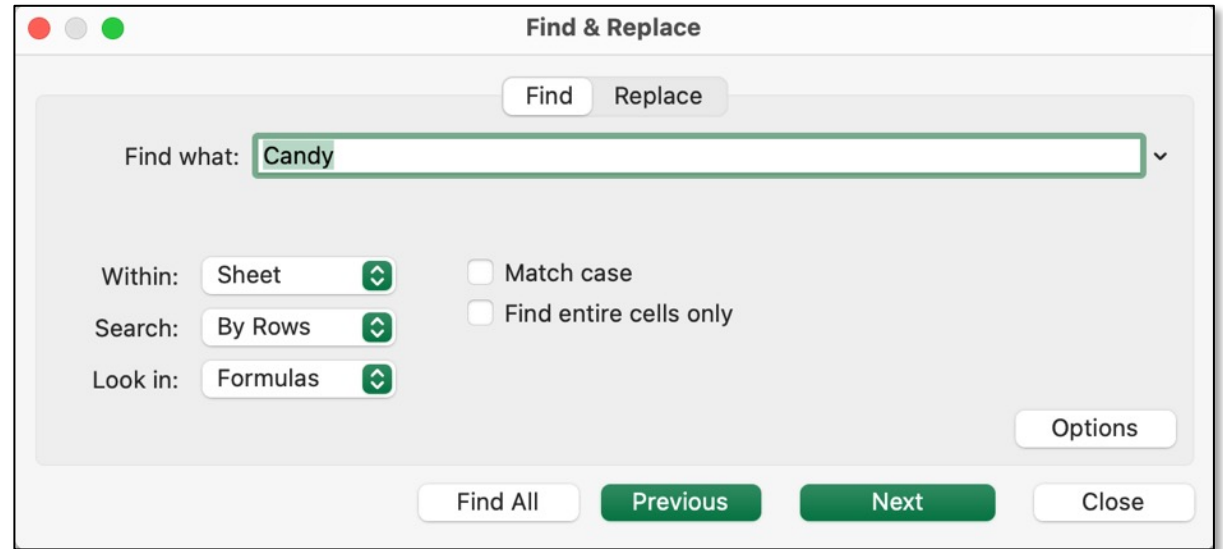 Find & Replace
Find Replace
Find what: Candy
Within: Sheet
Match case
Search: By Rows
Find entire cells only
Look in: Formulas
Options
Find All Previous Next Close